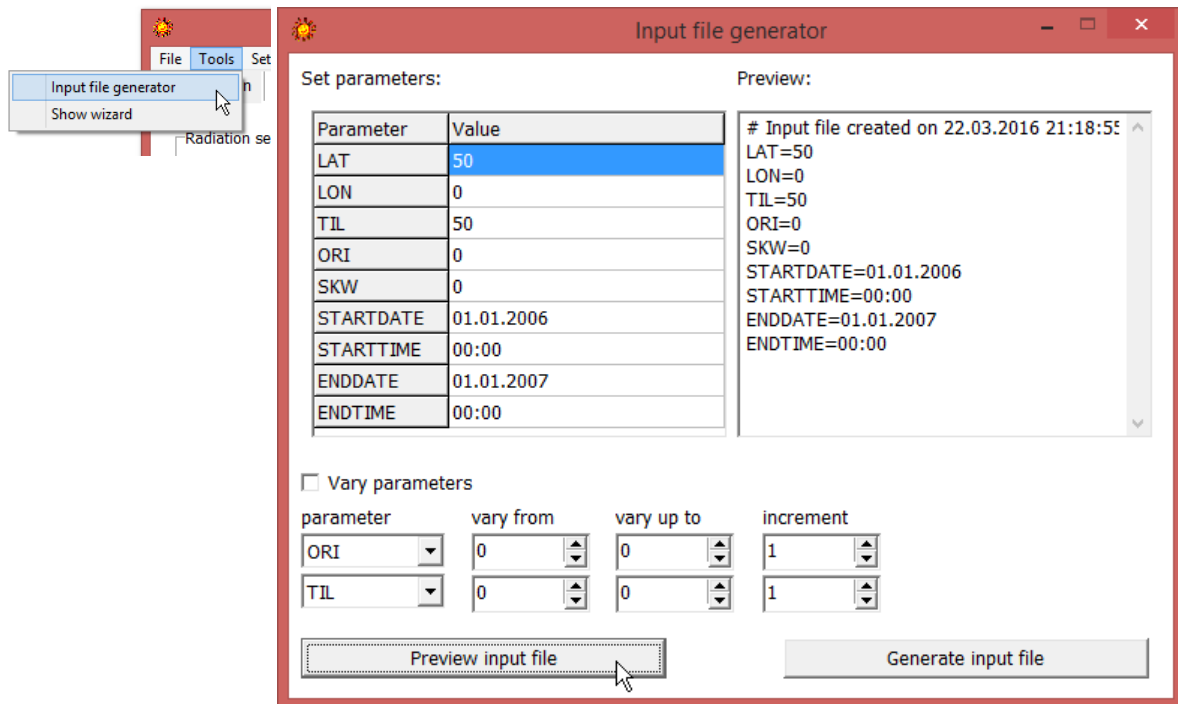 File Tools Set
Input file generator
n
Show wizard
Radiation se
Input file generator
Set parameters:
Parameter Value
LAT 50
LON 0
TIL 50
ORI 0
SKW 0
STARTDATE 01.01.2006
STARTTIME 00:00
ENDDATE 01.01.2007
ENDTIME 00:00
Preview:
# Input file created on 22.03.2016 21:18:55
LAT=50
LON=0
TIL=50
ORI=0
SKW=0
STARTDATE=01.01.2006
STARTTIME=00:00
ENDDATE=01.01.2007
ENDTIME=00:00
Vary parameters
parameter vary from vary up to increment
ORI 0 0 1
TIL 0 0 1
Preview input file Generate input file